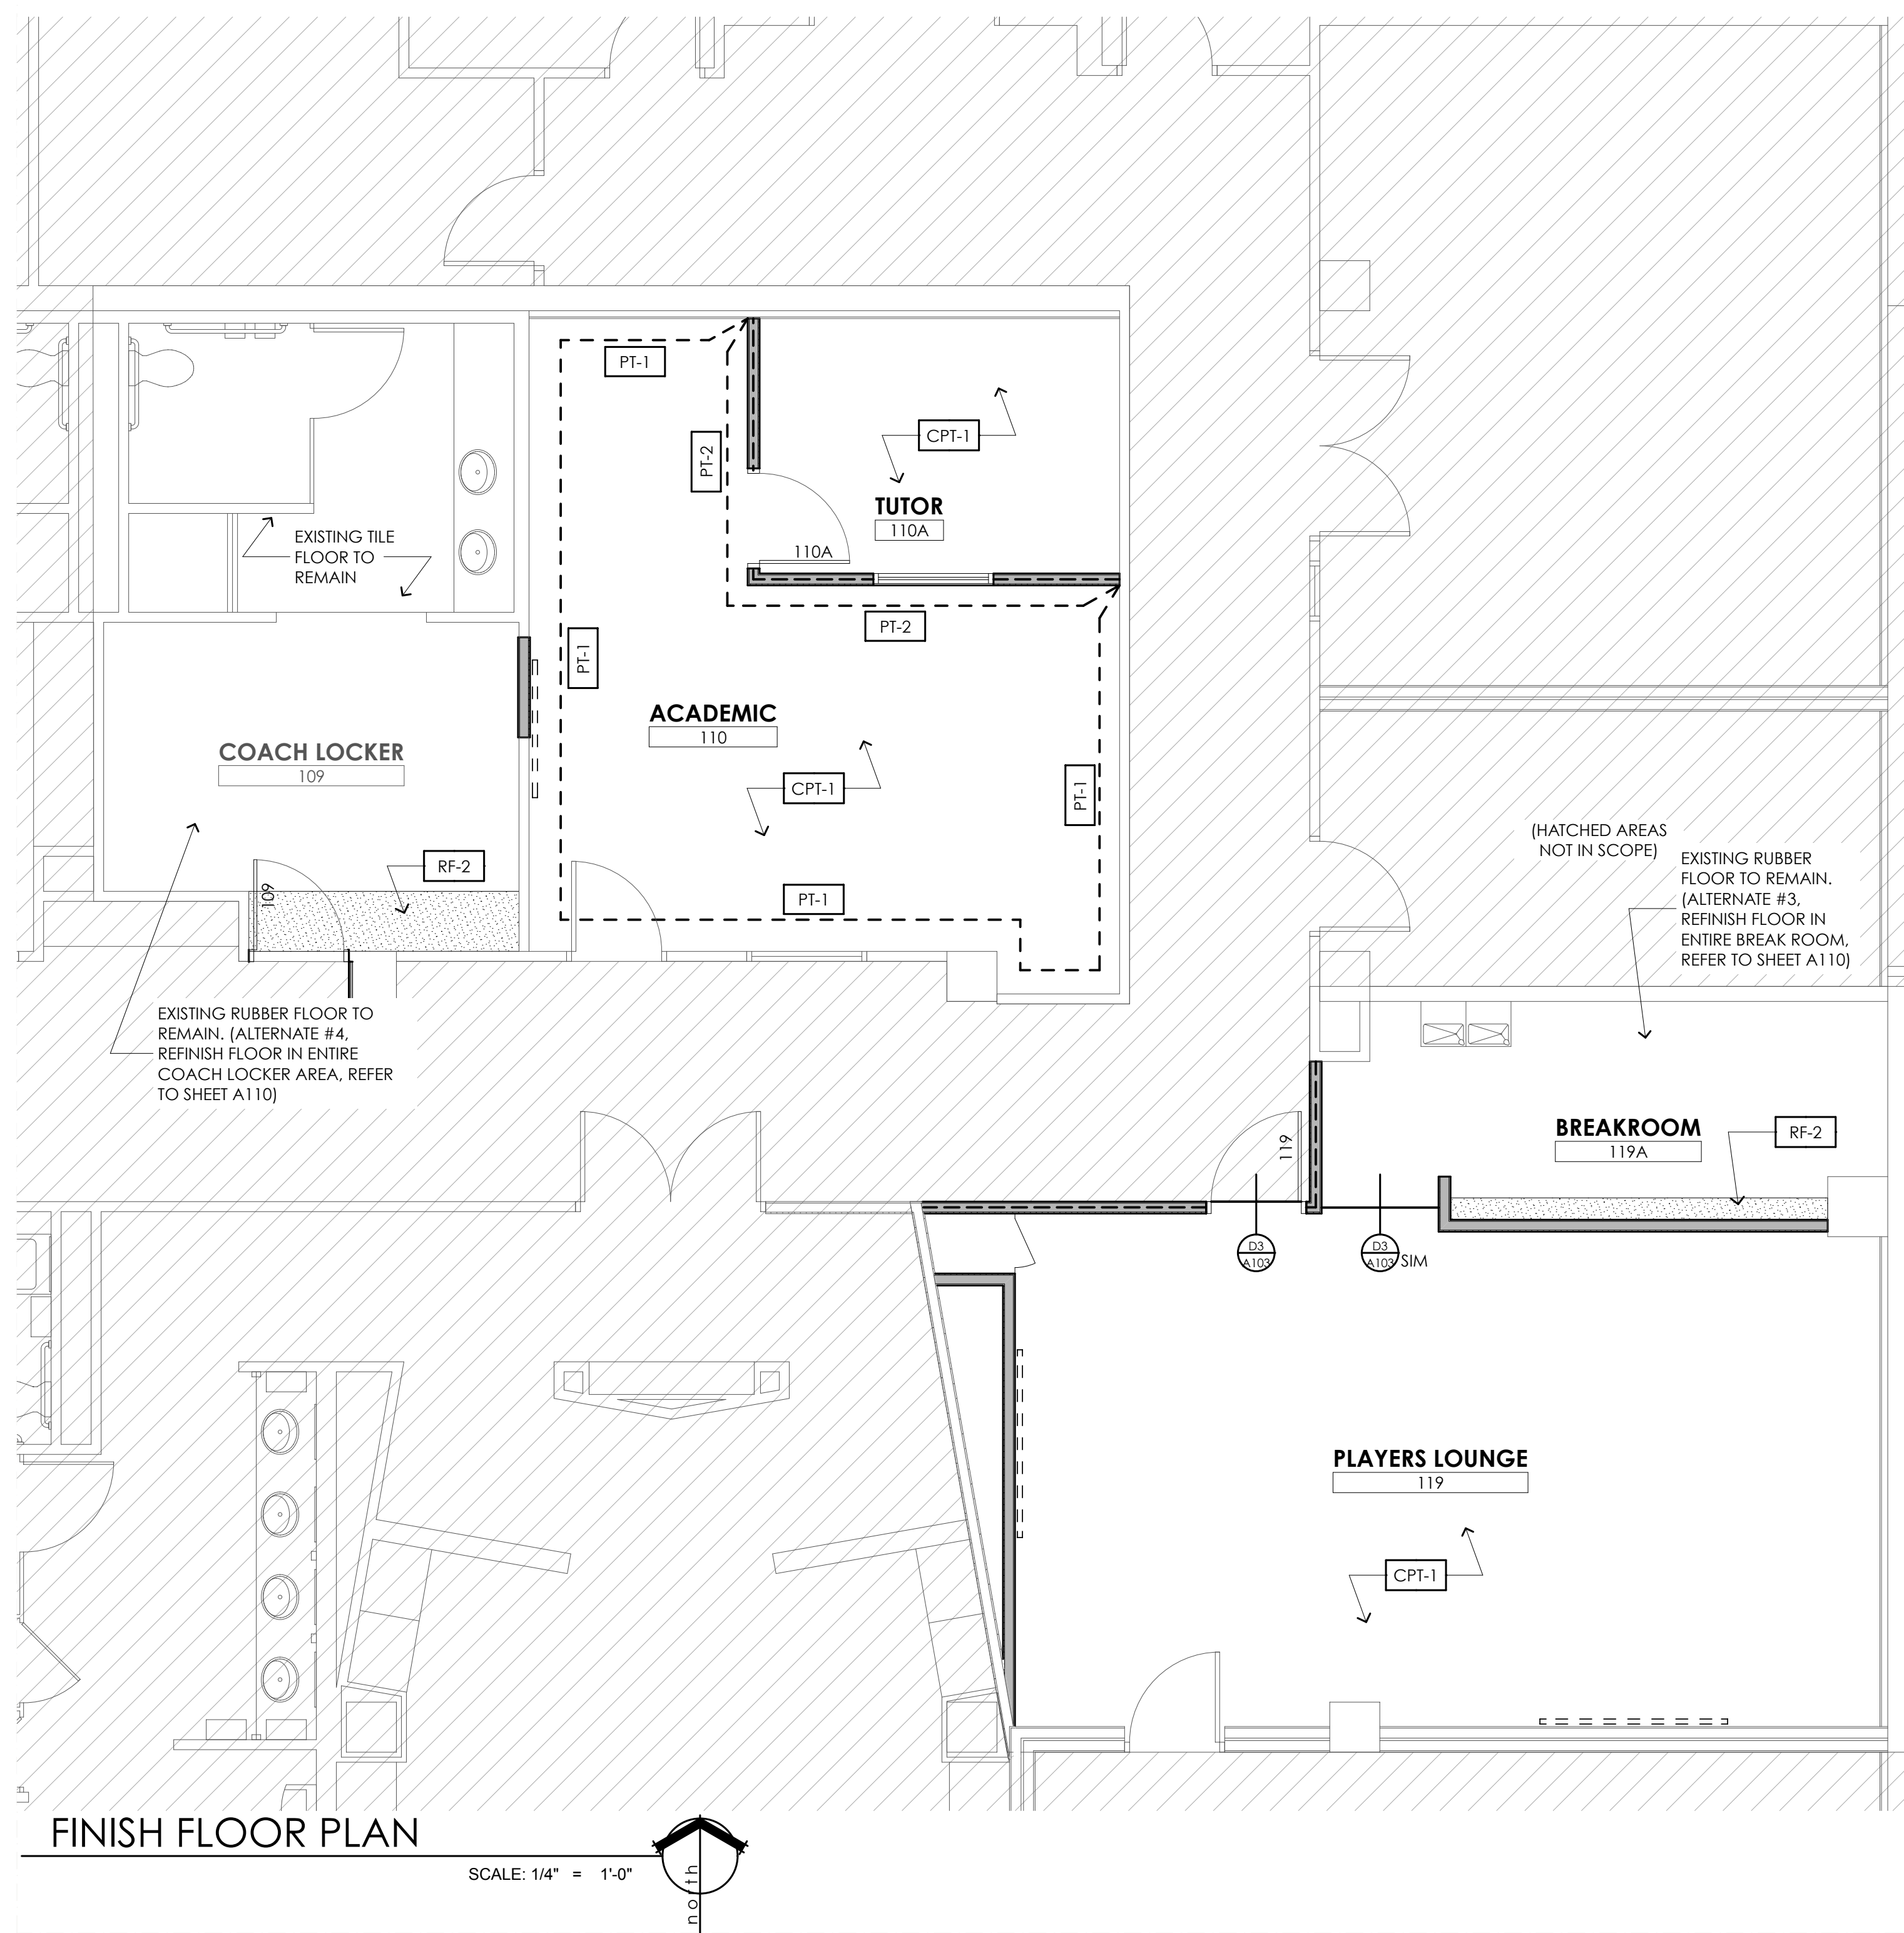 PT-1
PT-2
CPT-1
TUTOR
110A
110A
EXISTING TILE
FLOOR TO
REMAIN
PT-2
PT-1
ACADEMIC
110
COACH LOCKER
109
CPT-1
PT-1
(HATCHED AREAS
NOT IN SCOPE)
EXISTING RUBBER
FLOOR TO REMAIN.
(ALTERNATE #3,
REFINISH FLOOR IN
ENTIRE BREAK ROOM,
REFER TO SHEET A110)
RF-2
109
PT-1
EXISTING RUBBER FLOOR TO
REMAIN. (ALTERNATE #4,
REFINISH FLOOR IN ENTIRE
COACH LOCKER AREA, REFER
TO SHEET A110)
BREAKROOM
119A
RF-2
119
D3
A103
D3
A103
SIM
PLAYERS LOUNGE
119
CPT-1
FINISH FLOOR PLAN
SCALE: 1/4" = 1'-0"
north